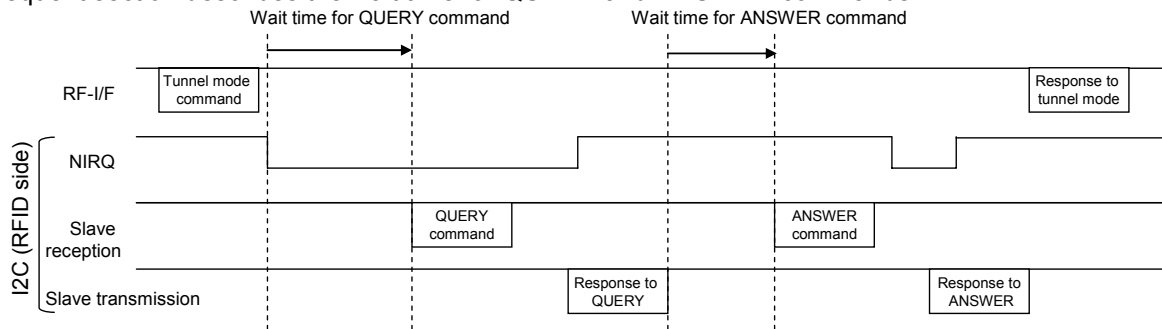 Wait time for QUERY command
Wait time for ANSWER command
RF-I/F
Tunnel mode
command
Response to
tunnel mode
I2C (RFID side)
NIRQ
Slave
reception
QUERY
command
ANSWER
command
Slave transmission
Response to
QUERY
Response to
ANSWER